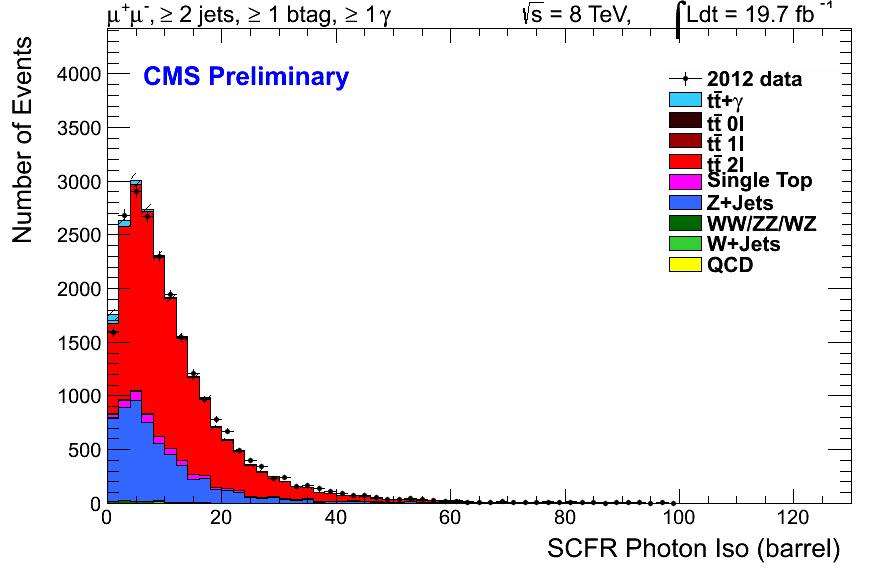 μ⁺μ⁻, ≥ 2 jets, ≥ 1 btag, ≥ 1 γ
√s = 8 TeV, ∫Ldt = 19.7 fb⁻¹
CMS Preliminary
Number of Events
4000
3500
3000
2500
2000
1500
1000
500
0
2012 data
tt̄+γ
tt̄ 0l
tt̄ 1l
tt̄ 2l
Single Top
Z+Jets
WW/ZZ/WZ
W+Jets
QCD
0 20 40 60 80 100 120
SCFR Photon Iso (barrel)